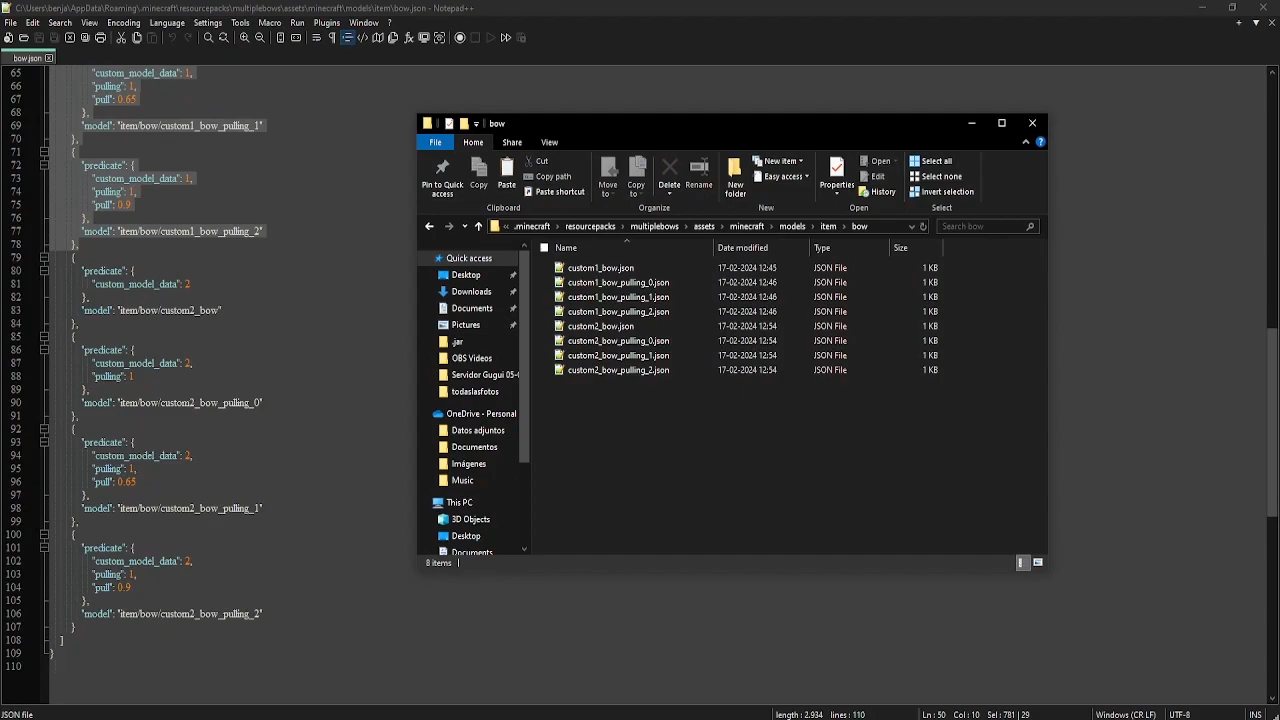 C:\Users\benja\AppData\Roaming\.minecraft\resourcepacks\multiplebows\assets\minecraft\models\item\bow.json - Notepad++
File Edit Search View Encoding Language Settings Tools Macro Run Plugins Window ?
bow.json
65 "custom_model_data": 1,
66 "pulling": 1,
67 "pull": 0.65
68 },
69 "model": "item/bow/custom1_bow_pulling_1"
70 },
71 {
72 "predicate": {
73 "custom_model_data": 1,
74 "pulling": 1,
75 "pull": 0.9
76 },
77 "model": "item/bow/custom1_bow_pulling_2"
78 },
79 {
80 "predicate": {
81 "custom_model_data": 2
82 },
83 "model": "item/bow/custom2_bow"
84 },
85 {
86 "predicate": {
87 "custom_model_data": 2,
88 "pulling": 1
89 },
90 "model": "item/bow/custom2_bow_pulling_0"
91 },
92 {
93 "predicate": {
94 "custom_model_data": 2,
95 "pulling": 1,
96 "pull": 0.65
97 },
98 "model": "item/bow/custom2_bow_pulling_1"
99 },
100 {
101 "predicate": {
102 "custom_model_data": 2,
103 "pulling": 1,
104 "pull": 0.9
105 },
106 "model": "item/bow/custom2_bow_pulling_2"
107 }
108 ]
109 }
110
bow
File Home Share View
Pin to Quick access
Copy
Paste
Cut
Copy path
Paste shortcut
Clipboard
Move to
Copy to
Delete
Rename
Organize
New folder
New item
Easy access
New
Properties
Open
Edit
History
Open
Select all
Select none
Invert selection
Select
« .minecraft resourcepacks multiplebows assets minecraft models item bow
Search bow
Name Date modified Type Size
Quick access
Desktop
Downloads
Documents
Pictures
.jar
OBS Videos
Servidor Gugui 05-
todaslasfotos
OneDrive - Personal
Datos adjuntos
Documentos
Imágenes
Music
This PC
3D Objects
Desktop
Documents
custom1_bow.json 17-02-2024 12:45 JSON File 1 KB
custom1_bow_pulling_0.json 17-02-2024 12:46 JSON File 1 KB
custom1_bow_pulling_1.json 17-02-2024 12:46 JSON File 1 KB
custom1_bow_pulling_2.json 17-02-2024 12:46 JSON File 1 KB
custom2_bow.json 17-02-2024 12:54 JSON File 1 KB
custom2_bow_pulling_0.json 17-02-2024 12:54 JSON File 1 KB
custom2_bow_pulling_1.json 17-02-2024 12:54 JSON File 1 KB
custom2_bow_pulling_2.json 17-02-2024 12:54 JSON File 1 KB
8 items
JSON file length : 2.934 lines : 110 Ln : 50 Col : 10 Sel : 781 | 29 Windows (CR LF) UTF-8 INS